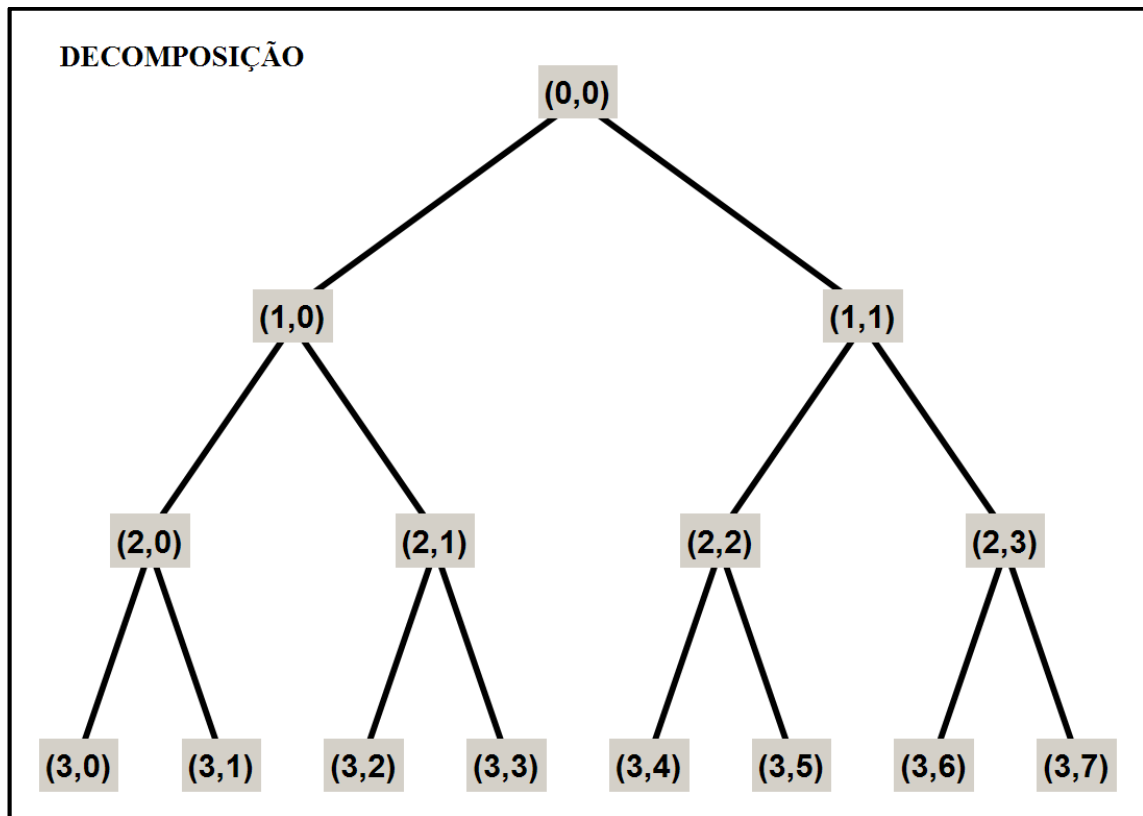 DECOMPOSIÇÃO
(0,0)
(1,0) (1,1)
(2,0) (2,1) (2,2) (2,3)
(3,0) (3,1) (3,2) (3,3) (3,4) (3,5) (3,6) (3,7)